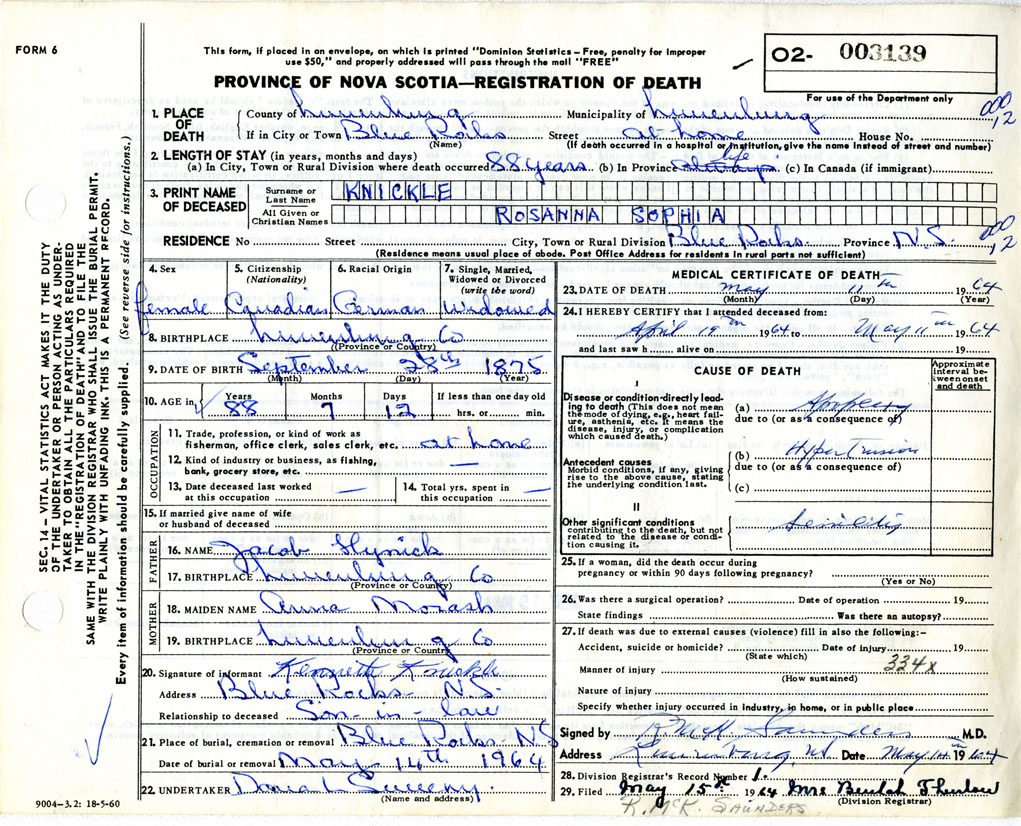 FORM 6
This form, if placed in an envelope, on which is printed "Dominion Statistics – Free, penalty for improper
use $50," and properly addressed will pass through the mail "FREE"
O2- 003139
For use of the Department only
PROVINCE OF NOVA SCOTIA—REGISTRATION OF DEATH
000
12
1. PLACE OF DEATH
County of Lunenburg Municipality of Lunenburg
If in City or Town Blue Rocks Street at home House No.
(Name) (If death occurred in a hospital or institution, give the name instead of street and number)
2. LENGTH OF STAY (in years, months and days)
(a) In City, Town or Rural Division where death occurred 88 years (b) In Province life (c) In Canada (if immigrant)
3. PRINT NAME OF DECEASED
Surname or Last Name KNICKLE
All Given or Christian Names ROSANNA SOPHIA
RESIDENCE No Street City, Town or Rural Division Blue Rocks Province N.S.
000
12
(Residence means usual place of abode. Post Office Address for residents in rural parts not sufficient)
4. Sex 5. Citizenship (Nationality) 6. Racial Origin 7. Single, Married, Widowed or Divorced (write the word)
female Canadian German Widowed
8. BIRTHPLACE Lunenburg Co
(Province or Country)
9. DATE OF BIRTH September 28th 1875
(Month) (Day) (Year)
10. AGE in Years Months Days If less than one day old
88 7 12 hrs. or min.
OCCUPATION
11. Trade, profession, or kind of work as
fisherman, office clerk, sales clerk, etc. at home
12. Kind of industry or business, as fishing,
bank, grocery store, etc. —
13. Date deceased last worked
at this occupation —
14. Total yrs. spent in
this occupation —
15. If married give name of wife
or husband of deceased
FATHER
16. NAME Jacob Hynick
17. BIRTHPLACE Lunenburg Co
(Province or Country)
MOTHER
18. MAIDEN NAME Anna Morash
19. BIRTHPLACE Lunenburg Co
(Province or Country)
20. Signature of informant Kenneth Knickle
Address Blue Rocks N.S.
Relationship to deceased Son-in-law
21. Place of burial, cremation or removal Blue Rocks. NS
Date of burial or removal May 14th 1964
22. UNDERTAKER Dana L Sweeny.
(Name and address)
MEDICAL CERTIFICATE OF DEATH
23. DATE OF DEATH May 11th 1964
(Month) (Day) (Year)
24. I HEREBY CERTIFY that I attended deceased from:
April 19th 1964 to May 11th 1964
and last saw h alive on 19
CAUSE OF DEATH
Approximate interval between onset and death
I
Disease or condition directly leading to death (This does not mean the mode of dying, e.g., heart failure, asthenia, etc. It means the disease, injury, or complication which caused death.)
(a) Apoplexy
due to (or as a consequence of)
Antecedent causes
Morbid conditions, if any, giving rise to the above cause, stating the underlying condition last.
(b) HyperTension
due to (or as a consequence of)
(c)
II
Other significant conditions
contributing to the death, but not related to the disease or condition causing it.
25. If a woman, did the death occur during
pregnancy or within 90 days following pregnancy?
(Yes or No)
26. Was there a surgical operation? Date of operation 19
State findings Was there an autopsy?
27. If death was due to external causes (violence) fill in also the following:–
Accident, suicide or homicide? Date of injury 19
(State which)
334x
Manner of injury
(How sustained)
Nature of injury
Specify whether injury occurred in industry, in home, or in public place
Signed by R McK Saunders M.D.
Address Lunenburg, NS Date May 14th 1964
28. Division Registrar's Record Number 1.
29. Filed May 15th 1964 Mrs Beulah Thurlow
(Division Registrar)
R. McK. SAUNDERS
9004–3.2: 18-5-60
SEC. 14 – VITAL STATISTICS ACT MAKES IT THE DUTY
OF THE UNDERTAKER OR PERSON ACTING AS UNDER-
TAKER TO OBTAIN ALL THE PARTICULARS REQUIRED
IN THE "REGISTRATION OF DEATH" AND TO FILE THE
SAME WITH THE DIVISION REGISTRAR WHO SHALL ISSUE THE BURIAL PERMIT.
WRITE PLAINLY WITH UNFADING INK. THIS IS A PERMANENT RECORD.
Every item of information should be carefully supplied. (See reverse side for instructions.)